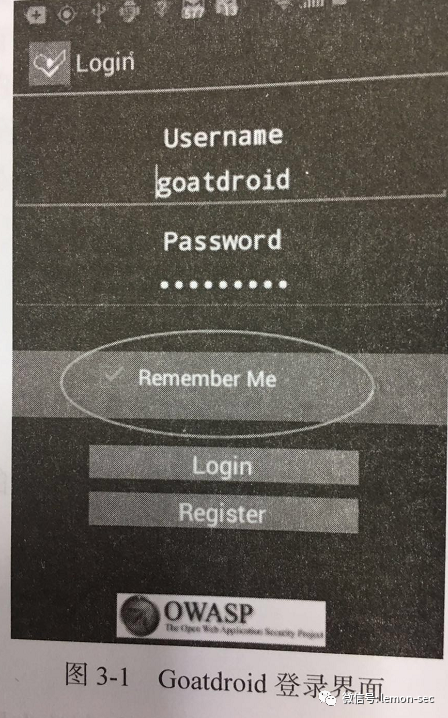 Login
Username
goatdroid
Password
Remember Me
Login
Register
OWASP
The Open Web Application Security Project
图 3-1 Goatdroid 登录界面
微信号: lemon-sec